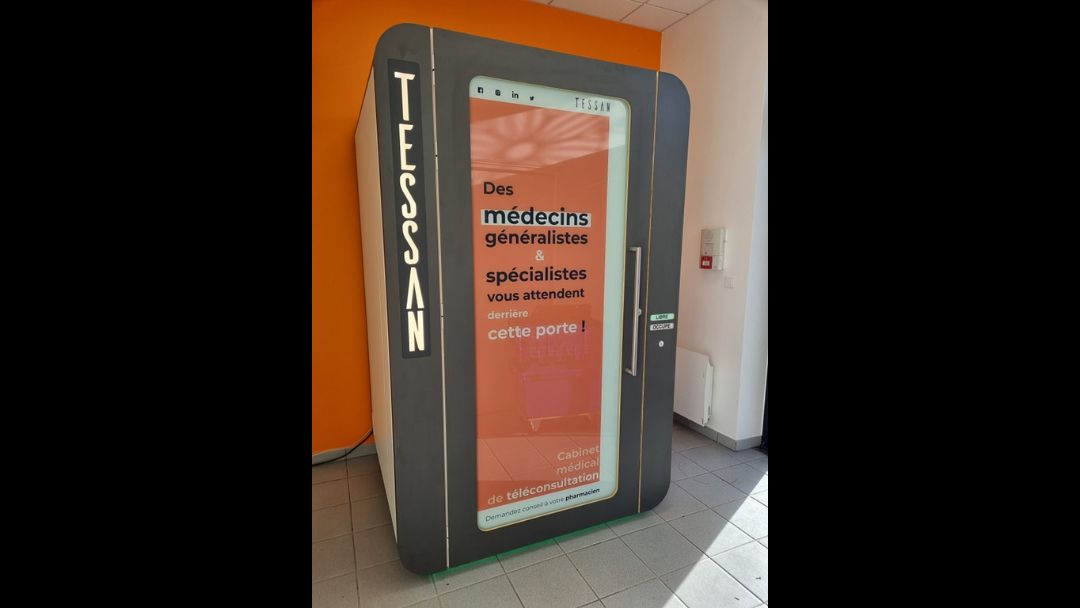 TESSAN
TESSAN
Des
médecins
généralistes
&
spécialistes
vous attendent
derrière
cette porte !
LIBRE
OCCUPÉ
Cabinet
médical
de téléconsultation
Demandez conseil à votre pharmacien